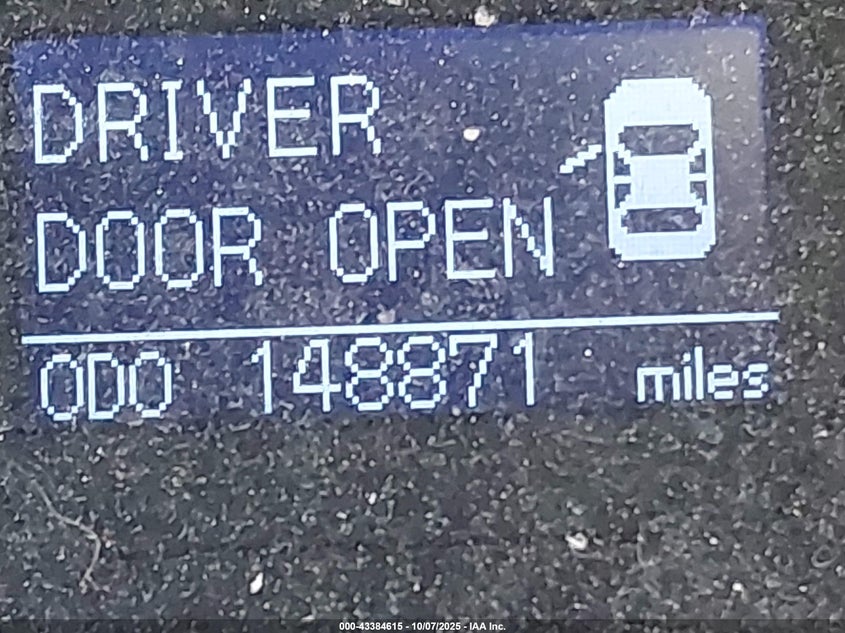 DRIVER
DOOR OPEN
ODO 148871 miles
000-43384615 - 10/07/2025 - IAA Inc.